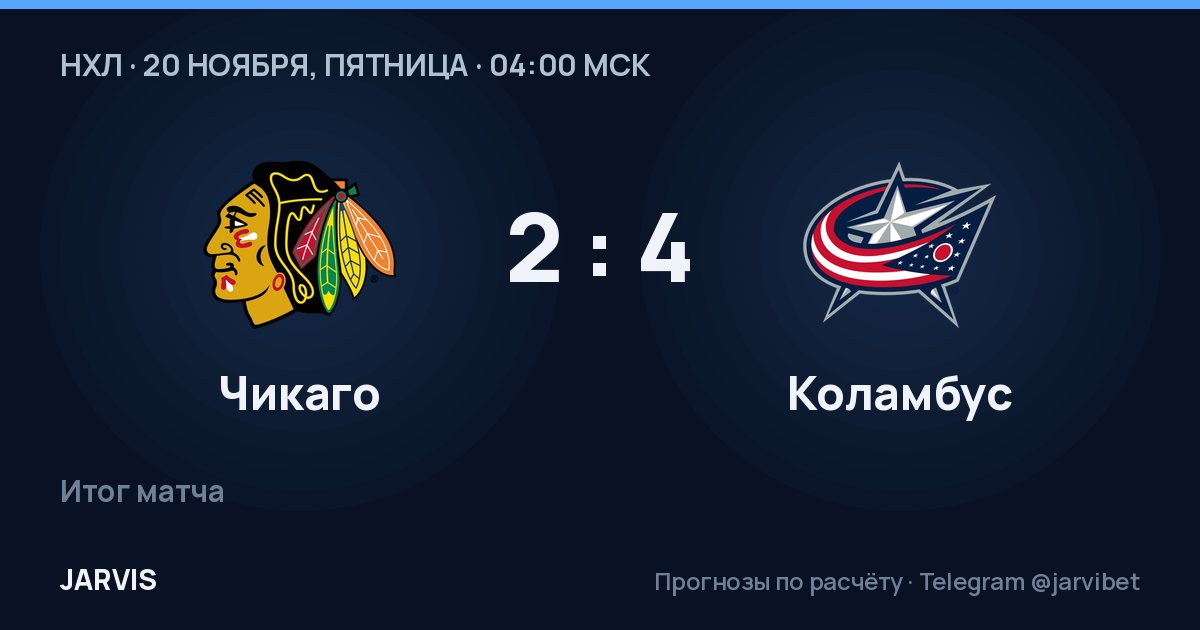 НХЛ · 20 НОЯБРЯ, ПЯТНИЦА · 04:00 МСК
2 : 4
Чикаго
Коламбус
Итог матча
JARVIS
Прогнозы по расчёту · Telegram @jarvibet